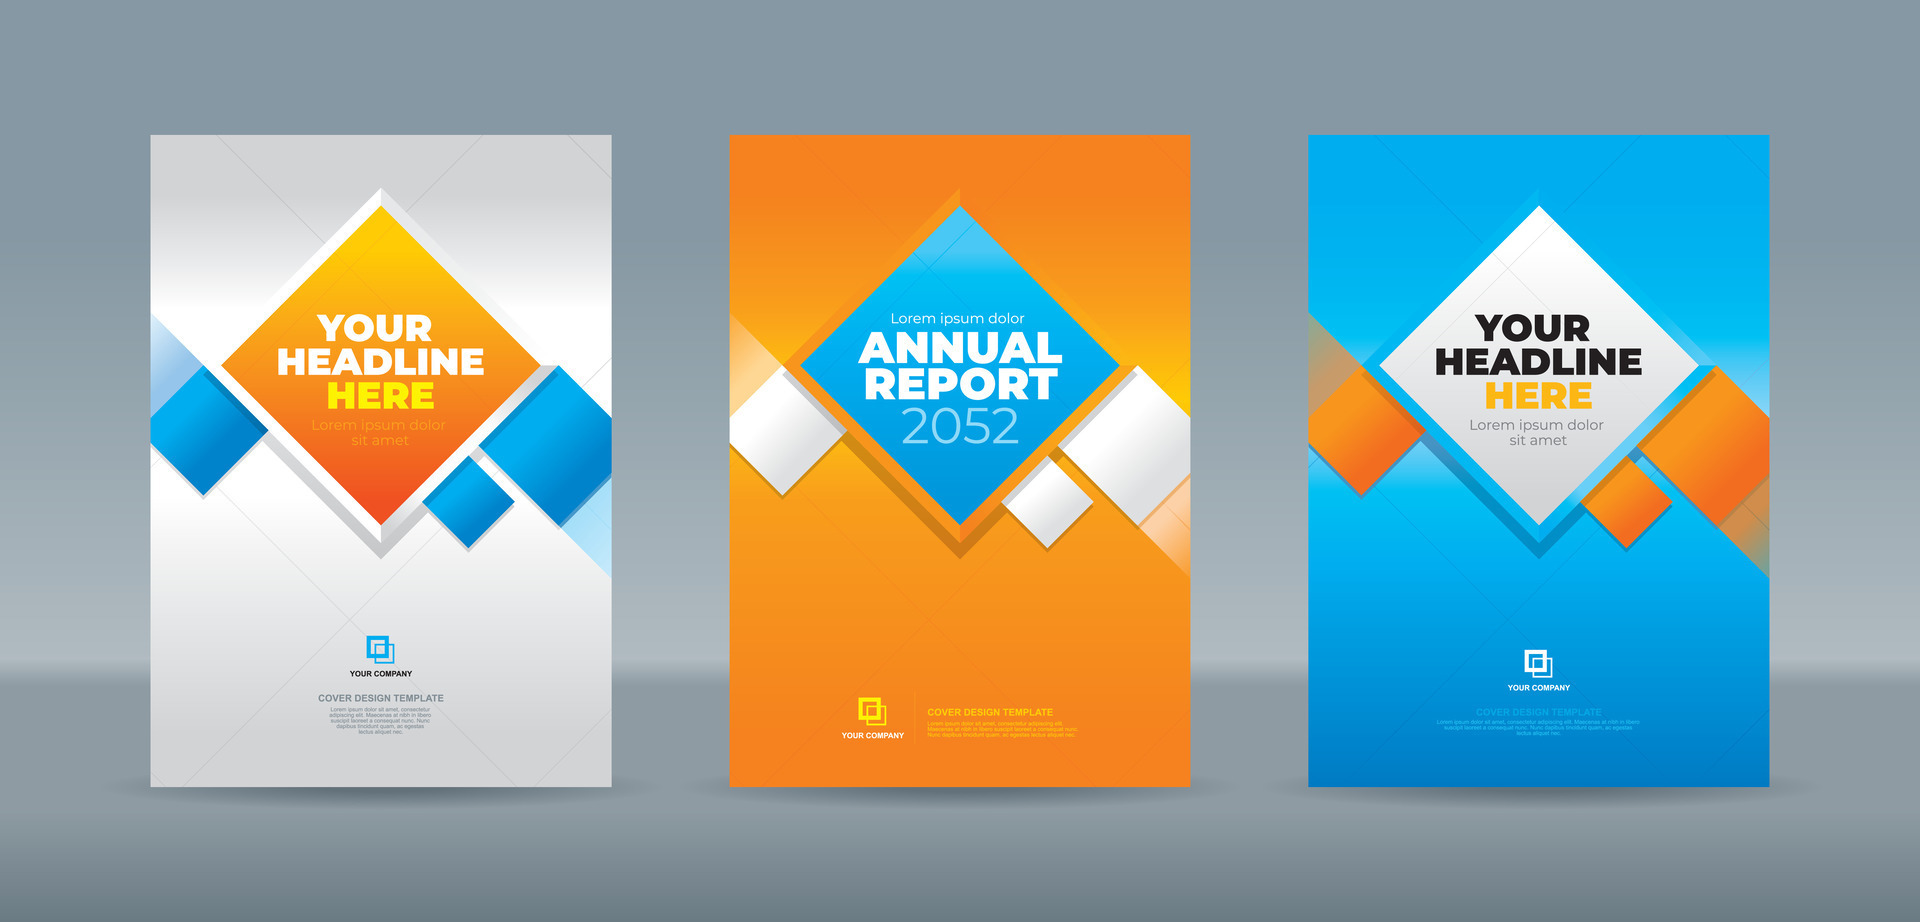 YOUR
HEADLINE
HERE
Lorem ipsum dolor
sit amet
YOUR COMPANY
COVER DESIGN TEMPLATE
Lorem ipsum dolor sit amet, consectetur
adipiscing elit. Maecenas at nibh in libero
suscipit a consequat nunc. Nunc
dapibus tincidunt quam, ac egestas
lectus aliquet nec.
Lorem ipsum dolor
ANNUAL
REPORT
2052
YOUR COMPANY
COVER DESIGN TEMPLATE
Lorem ipsum dolor sit amet, consectetur adipiscing elit.
Maecenas at nibh in libero suscipit a consequat nunc.
Nunc dapibus tincidunt quam, ac egestas lectus aliquet nec.
YOUR
HEADLINE
HERE
Lorem ipsum dolor
sit amet
YOUR COMPANY
COVER DESIGN TEMPLATE
Lorem ipsum dolor sit amet, consectetur adipiscing elit. Maecenas at nibh in libero
suscipit a consequat nunc. Nunc dapibus tincidunt quam, ac egestas
lectus aliquet nec.